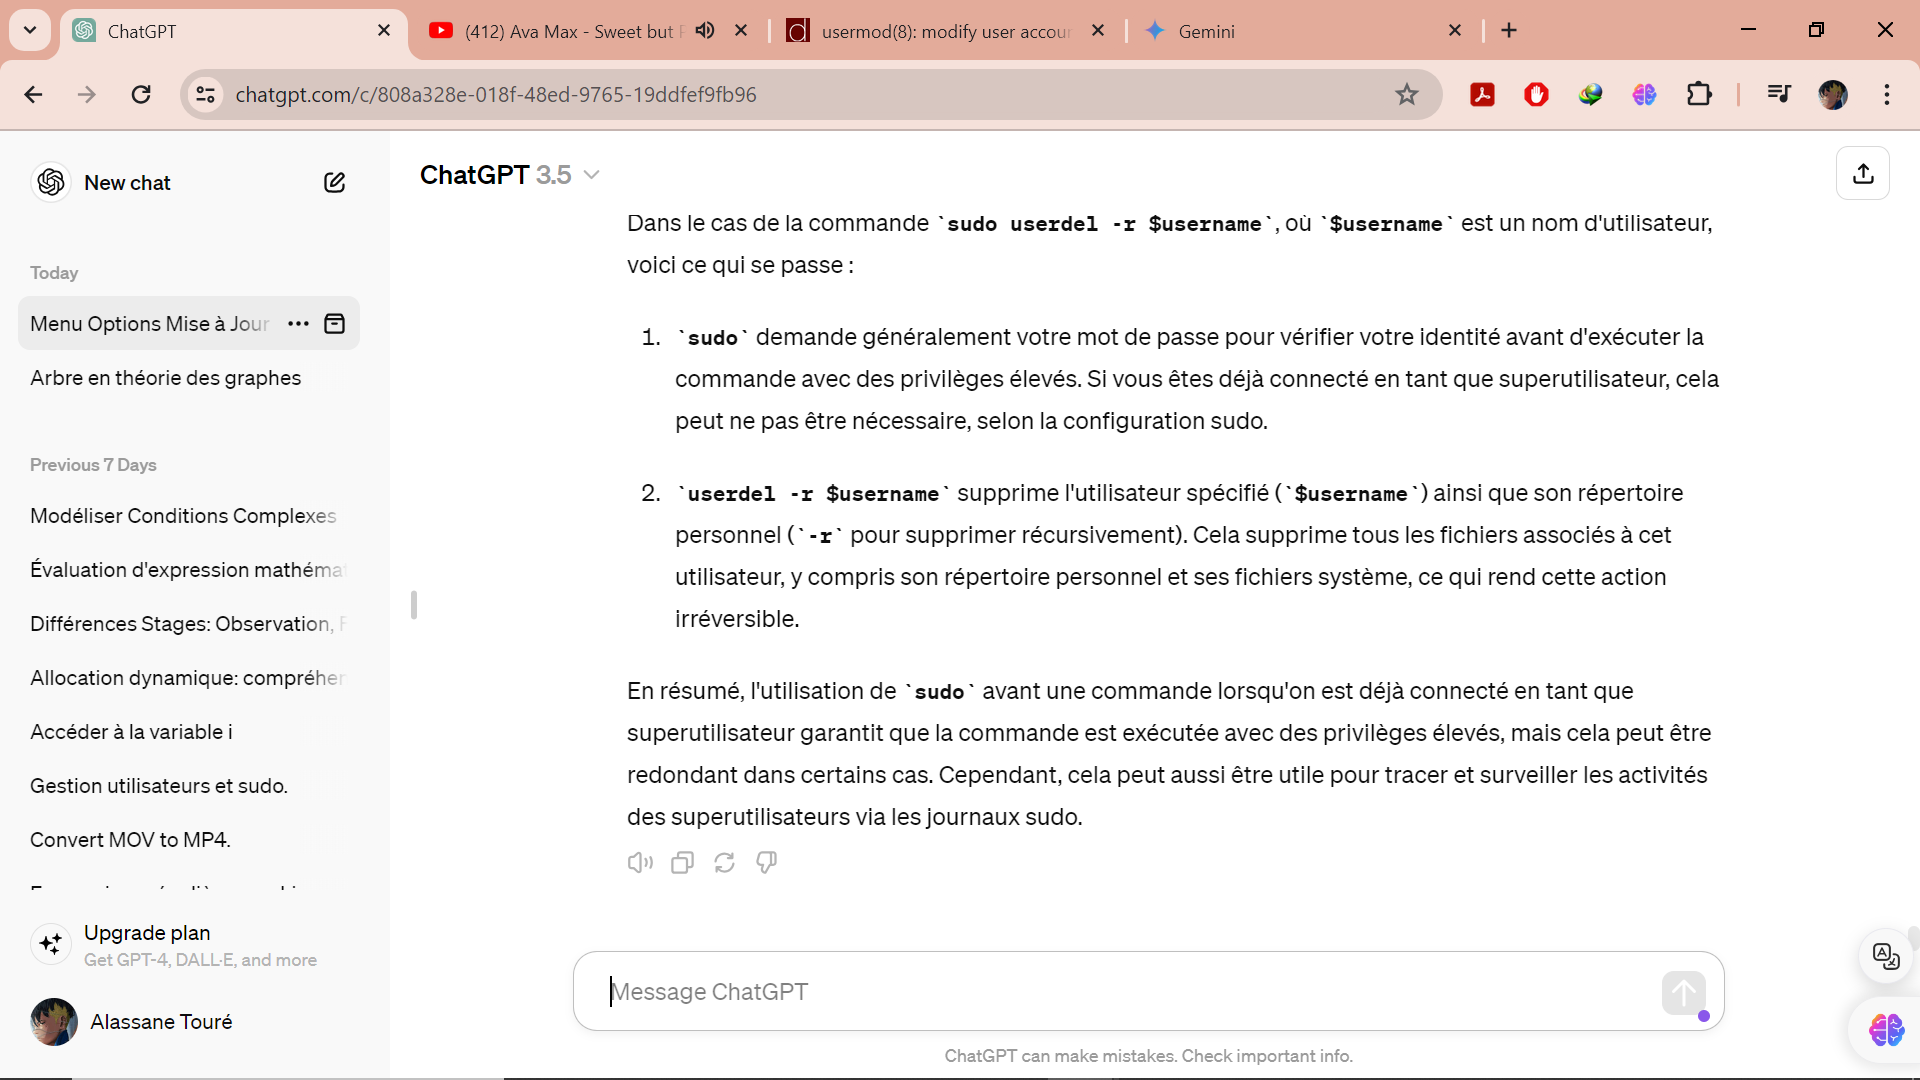 ChatGPT
(412) Ava Max - Sweet but
usermod(8): modify user accour
Gemini
chatgpt.com/c/808a328e-018f-48ed-9765-19ddfef9fb96
New chat
Today
Menu Options Mise à Jour
Arbre en théorie des graphes
Previous 7 Days
Modéliser Conditions Complexes
Évaluation d'expression mathémat
Différences Stages: Observation, F
Allocation dynamique: compréhen
Accéder à la variable i
Gestion utilisateurs et sudo.
Convert MOV to MP4.
Upgrade plan
Get GPT-4, DALL·E, and more
Alassane Touré
ChatGPT 3.5
Dans le cas de la commande `sudo userdel -r $username`, où `$username` est un nom d'utilisateur,
voici ce qui se passe :
1. `sudo` demande généralement votre mot de passe pour vérifier votre identité avant d'exécuter la
commande avec des privilèges élevés. Si vous êtes déjà connecté en tant que superutilisateur, cela
peut ne pas être nécessaire, selon la configuration sudo.
2. `userdel -r $username` supprime l'utilisateur spécifié (`$username`) ainsi que son répertoire
personnel (`-r` pour supprimer récursivement). Cela supprime tous les fichiers associés à cet
utilisateur, y compris son répertoire personnel et ses fichiers système, ce qui rend cette action
irréversible.
En résumé, l'utilisation de `sudo` avant une commande lorsqu'on est déjà connecté en tant que
superutilisateur garantit que la commande est exécutée avec des privilèges élevés, mais cela peut être
redondant dans certains cas. Cependant, cela peut aussi être utile pour tracer et surveiller les activités
des superutilisateurs via les journaux sudo.
Message ChatGPT
ChatGPT can make mistakes. Check important info.